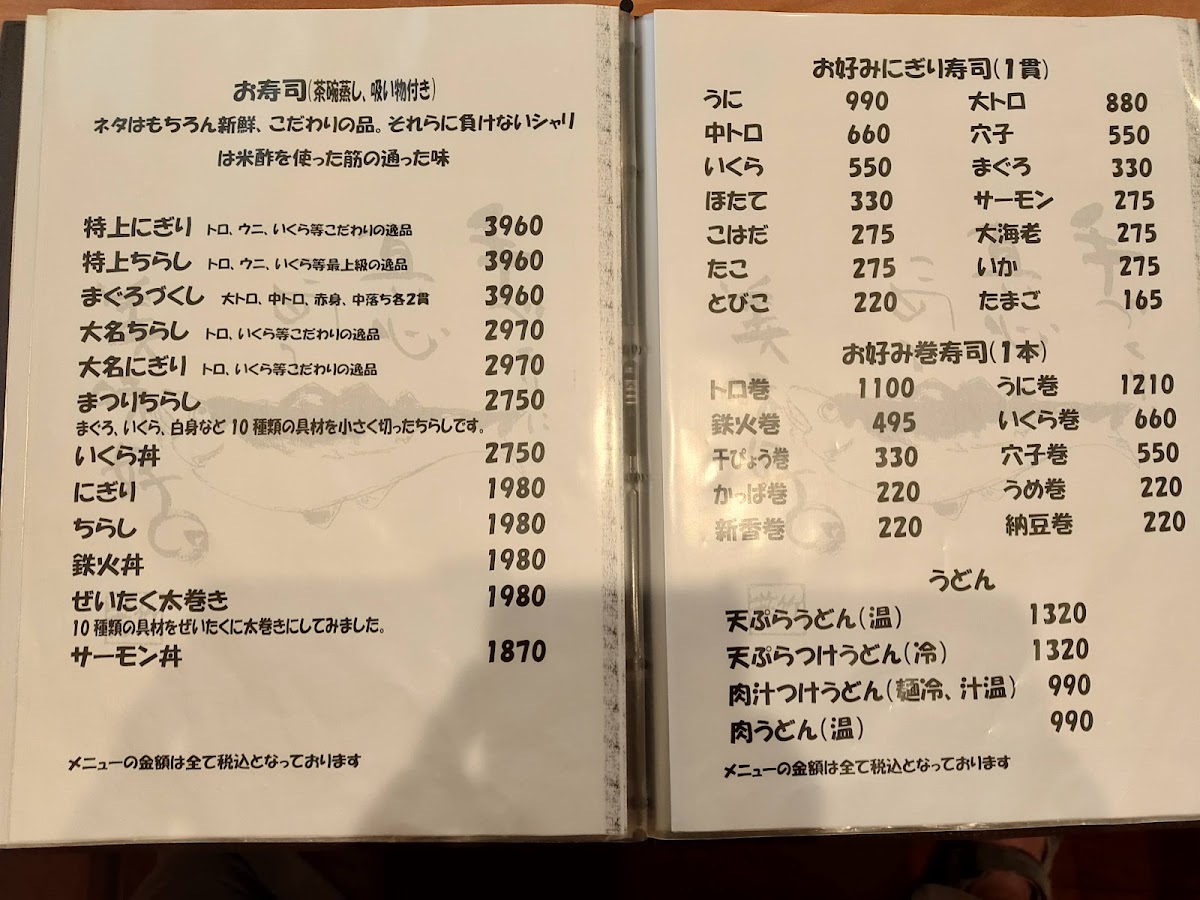 お寿司(茶碗蒸し、吸い物付き)
ネタはもちろん新鮮、こだわりの品。それらに負けないシャリ
は米酢を使った筋の通った味
特上にぎり トロ、ウニ、いくら等こだわりの逸品 3960
特上ちらし トロ、ウニ、いくら等最上級の逸品 3960
まぐろづくし 大トロ、中トロ、赤身、中落ち各2貫 3960
大名ちらし トロ、いくら等こだわりの逸品 2970
大名にぎり トロ、いくら等こだわりの逸品 2970
まつりちらし 2750
まぐろ、いくら、白身など10種類の具材を小さく切ったちらしです。
いくら丼 2750
にぎり 1980
ちらし 1980
鉄火丼 1980
ぜいたく太巻き 1980
10種類の具材をぜいたくに太巻きにしてみました。
サーモン丼 1870
メニューの金額は全て税込となっております
お好みにぎり寿司(1貫)
うに 990 大トロ 880
中トロ 660 穴子 550
いくら 550 まぐろ 330
ほたて 330 サーモン 275
こはだ 275 大海老 275
たこ 275 いか 275
とびこ 220 たまご 165
お好み巻寿司(1本)
トロ巻 1100 うに巻 1210
鉄火巻 495 いくら巻 660
干ぴょう巻 330 穴子巻 550
かっぱ巻 220 うめ巻 220
新香巻 220 納豆巻 220
うどん
天ぷらうどん(温) 1320
天ぷらつけうどん(冷) 1320
肉汁つけうどん(麺冷、汁温) 990
肉うどん(温) 990
メニューの金額は全て税込となっております